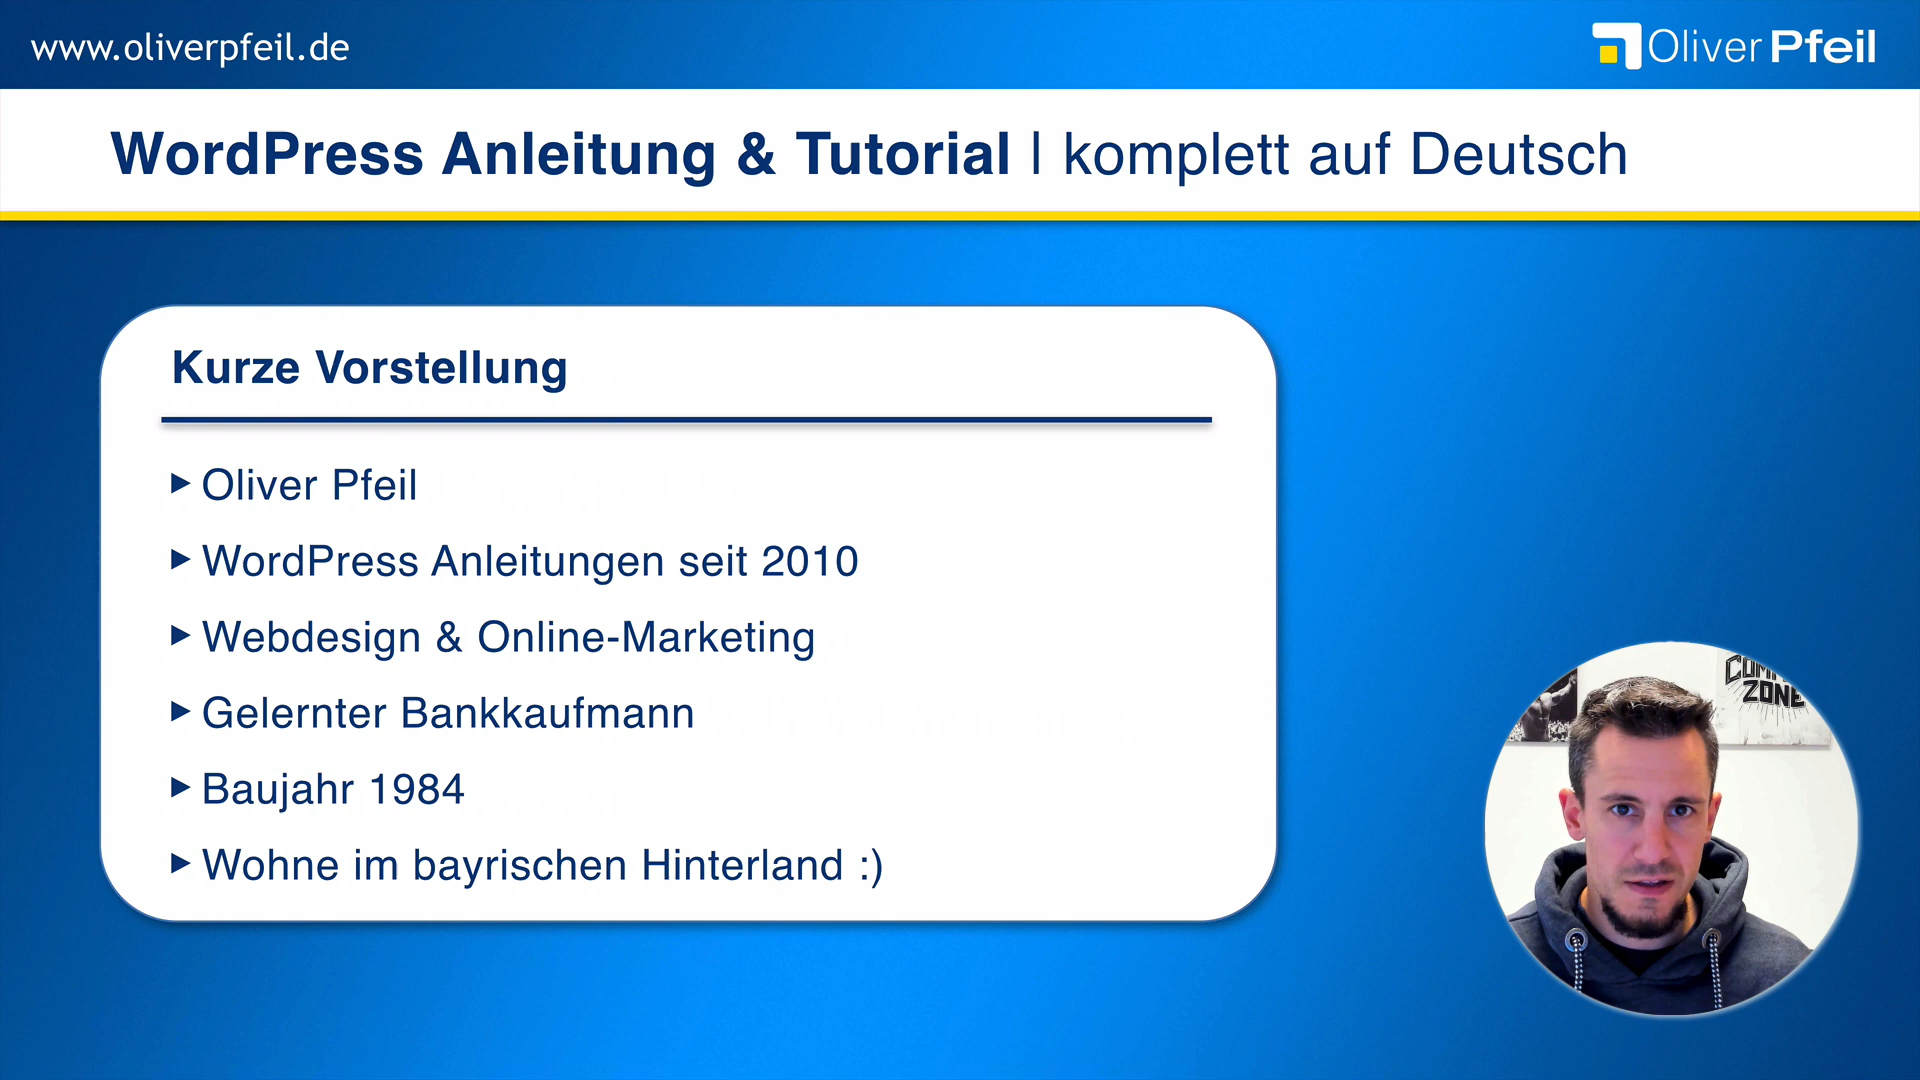 www.oliverpfeil.de
Oliver Pfeil
WordPress Anleitung & Tutorial | komplett auf Deutsch
Kurze Vorstellung
▸ Oliver Pfeil
▸ WordPress Anleitungen seit 2010
▸ Webdesign & Online-Marketing
▸ Gelernter Bankkaufmann
▸ Baujahr 1984
▸ Wohne im bayrischen Hinterland :)
ZONE